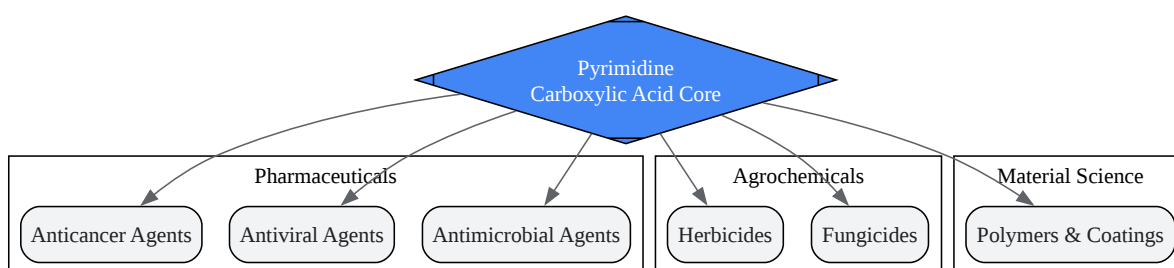 Pyrimidine
Carboxylic Acid Core
Pharmaceuticals
Agrochemicals
Material Science
Anticancer Agents
Antiviral Agents
Antimicrobial Agents
Herbicides
Fungicides
Polymers & Coatings